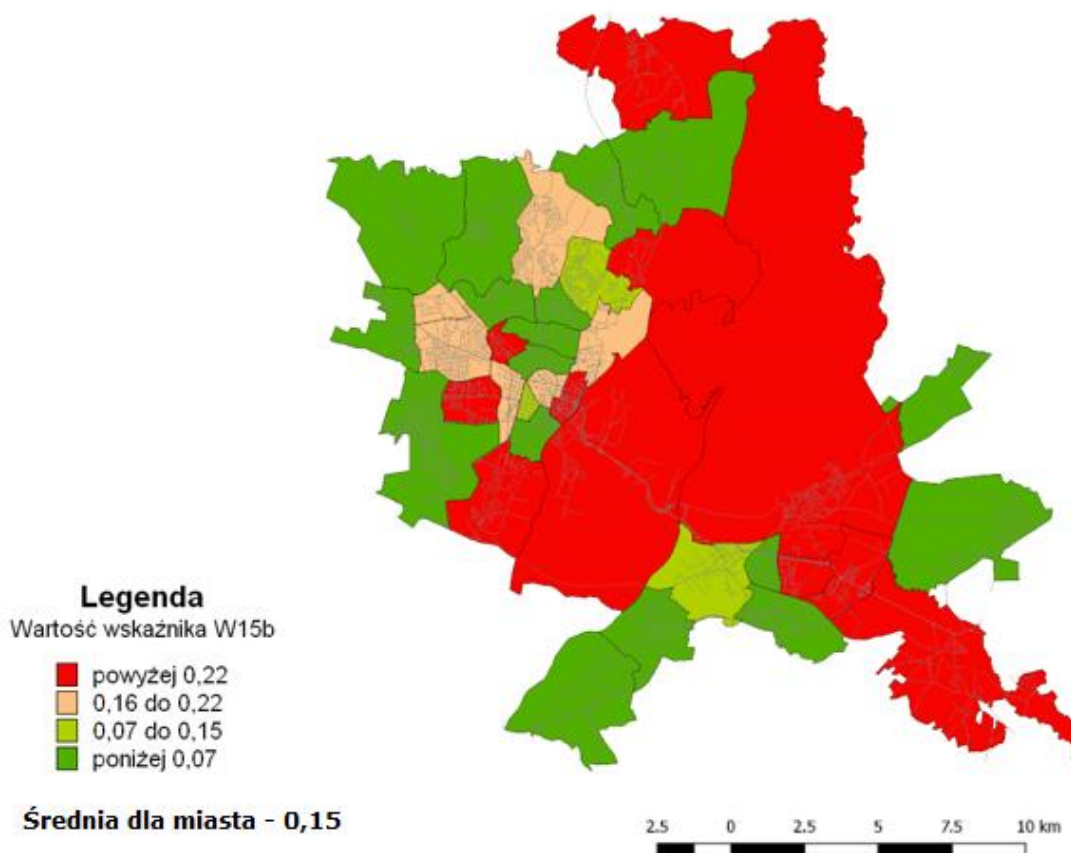 Legenda
Wartość wskaźnika W15b
powyżej 0,22
0,16 do 0,22
0,07 do 0,15
poniżej 0,07
Średnia dla miasta - 0,15
2.5 0 2.5 5 7.5 10 km